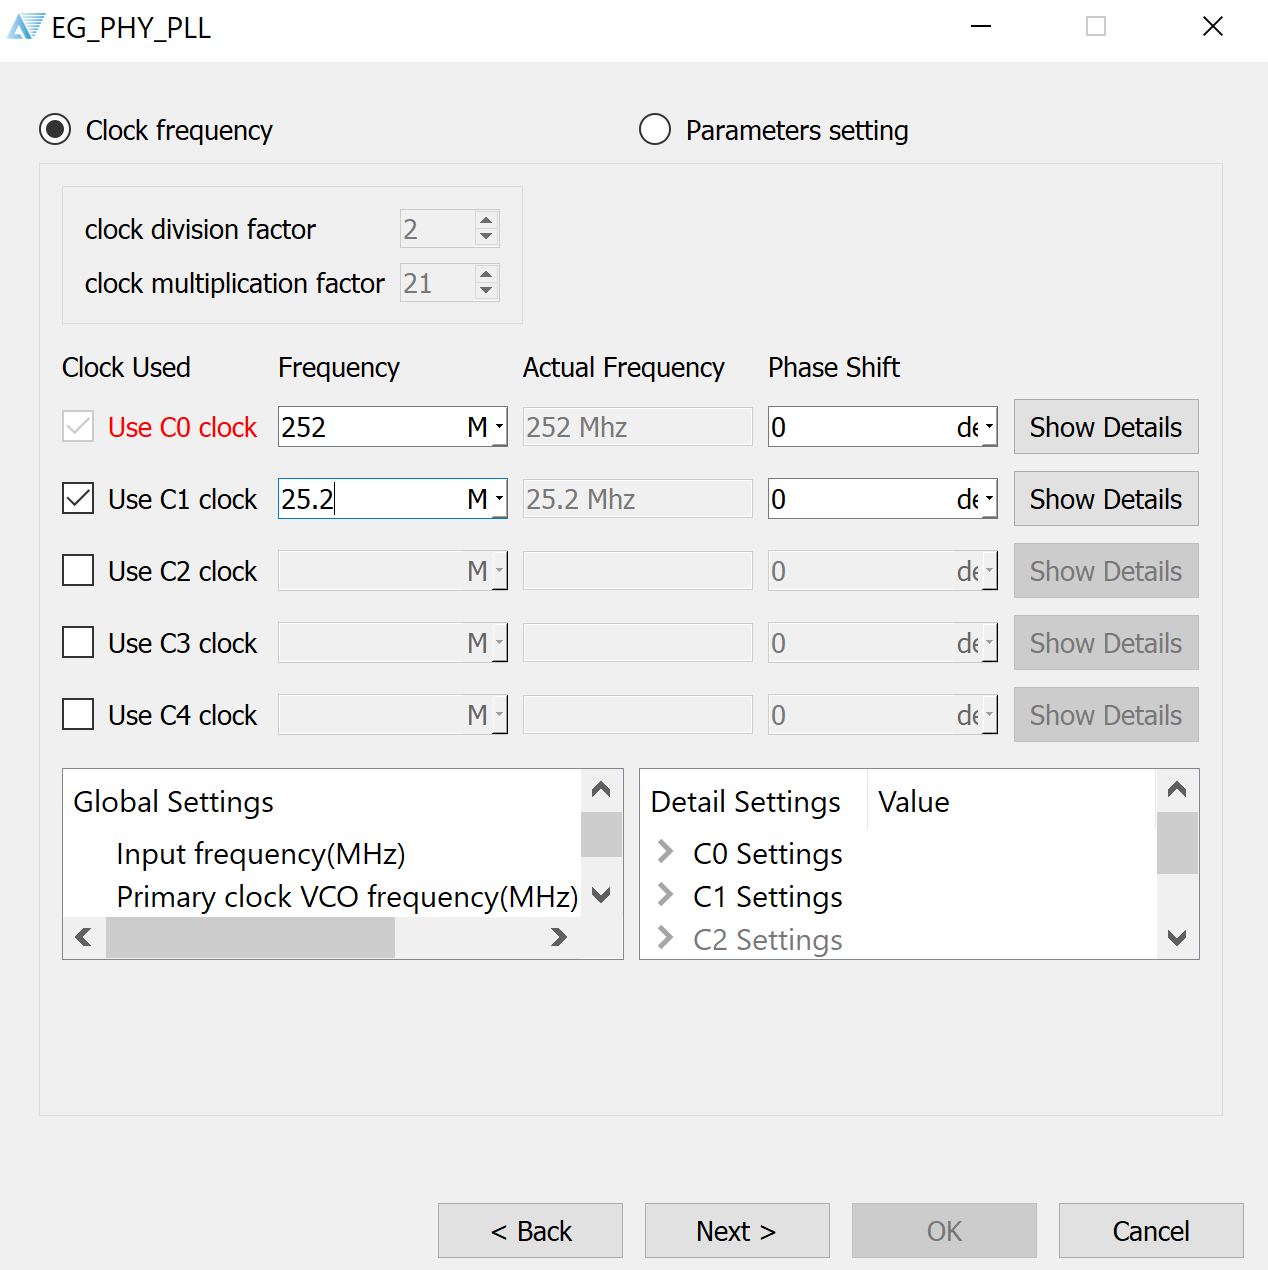 EG_PHY_PLL
Clock frequency Parameters setting
clock division factor 2
clock multiplication factor 21
Clock Used Frequency Actual Frequency Phase Shift
Use C0 clock 252 M 252 Mhz 0 de Show Details
Use C1 clock 25.2 M 25.2 Mhz 0 de Show Details
Use C2 clock M 0 de Show Details
Use C3 clock M 0 de Show Details
Use C4 clock M 0 de Show Details
Global Settings
Input frequency(MHz)
Primary clock VCO frequency(MHz)
Detail Settings Value
C0 Settings
C1 Settings
C2 Settings
< Back Next > OK Cancel